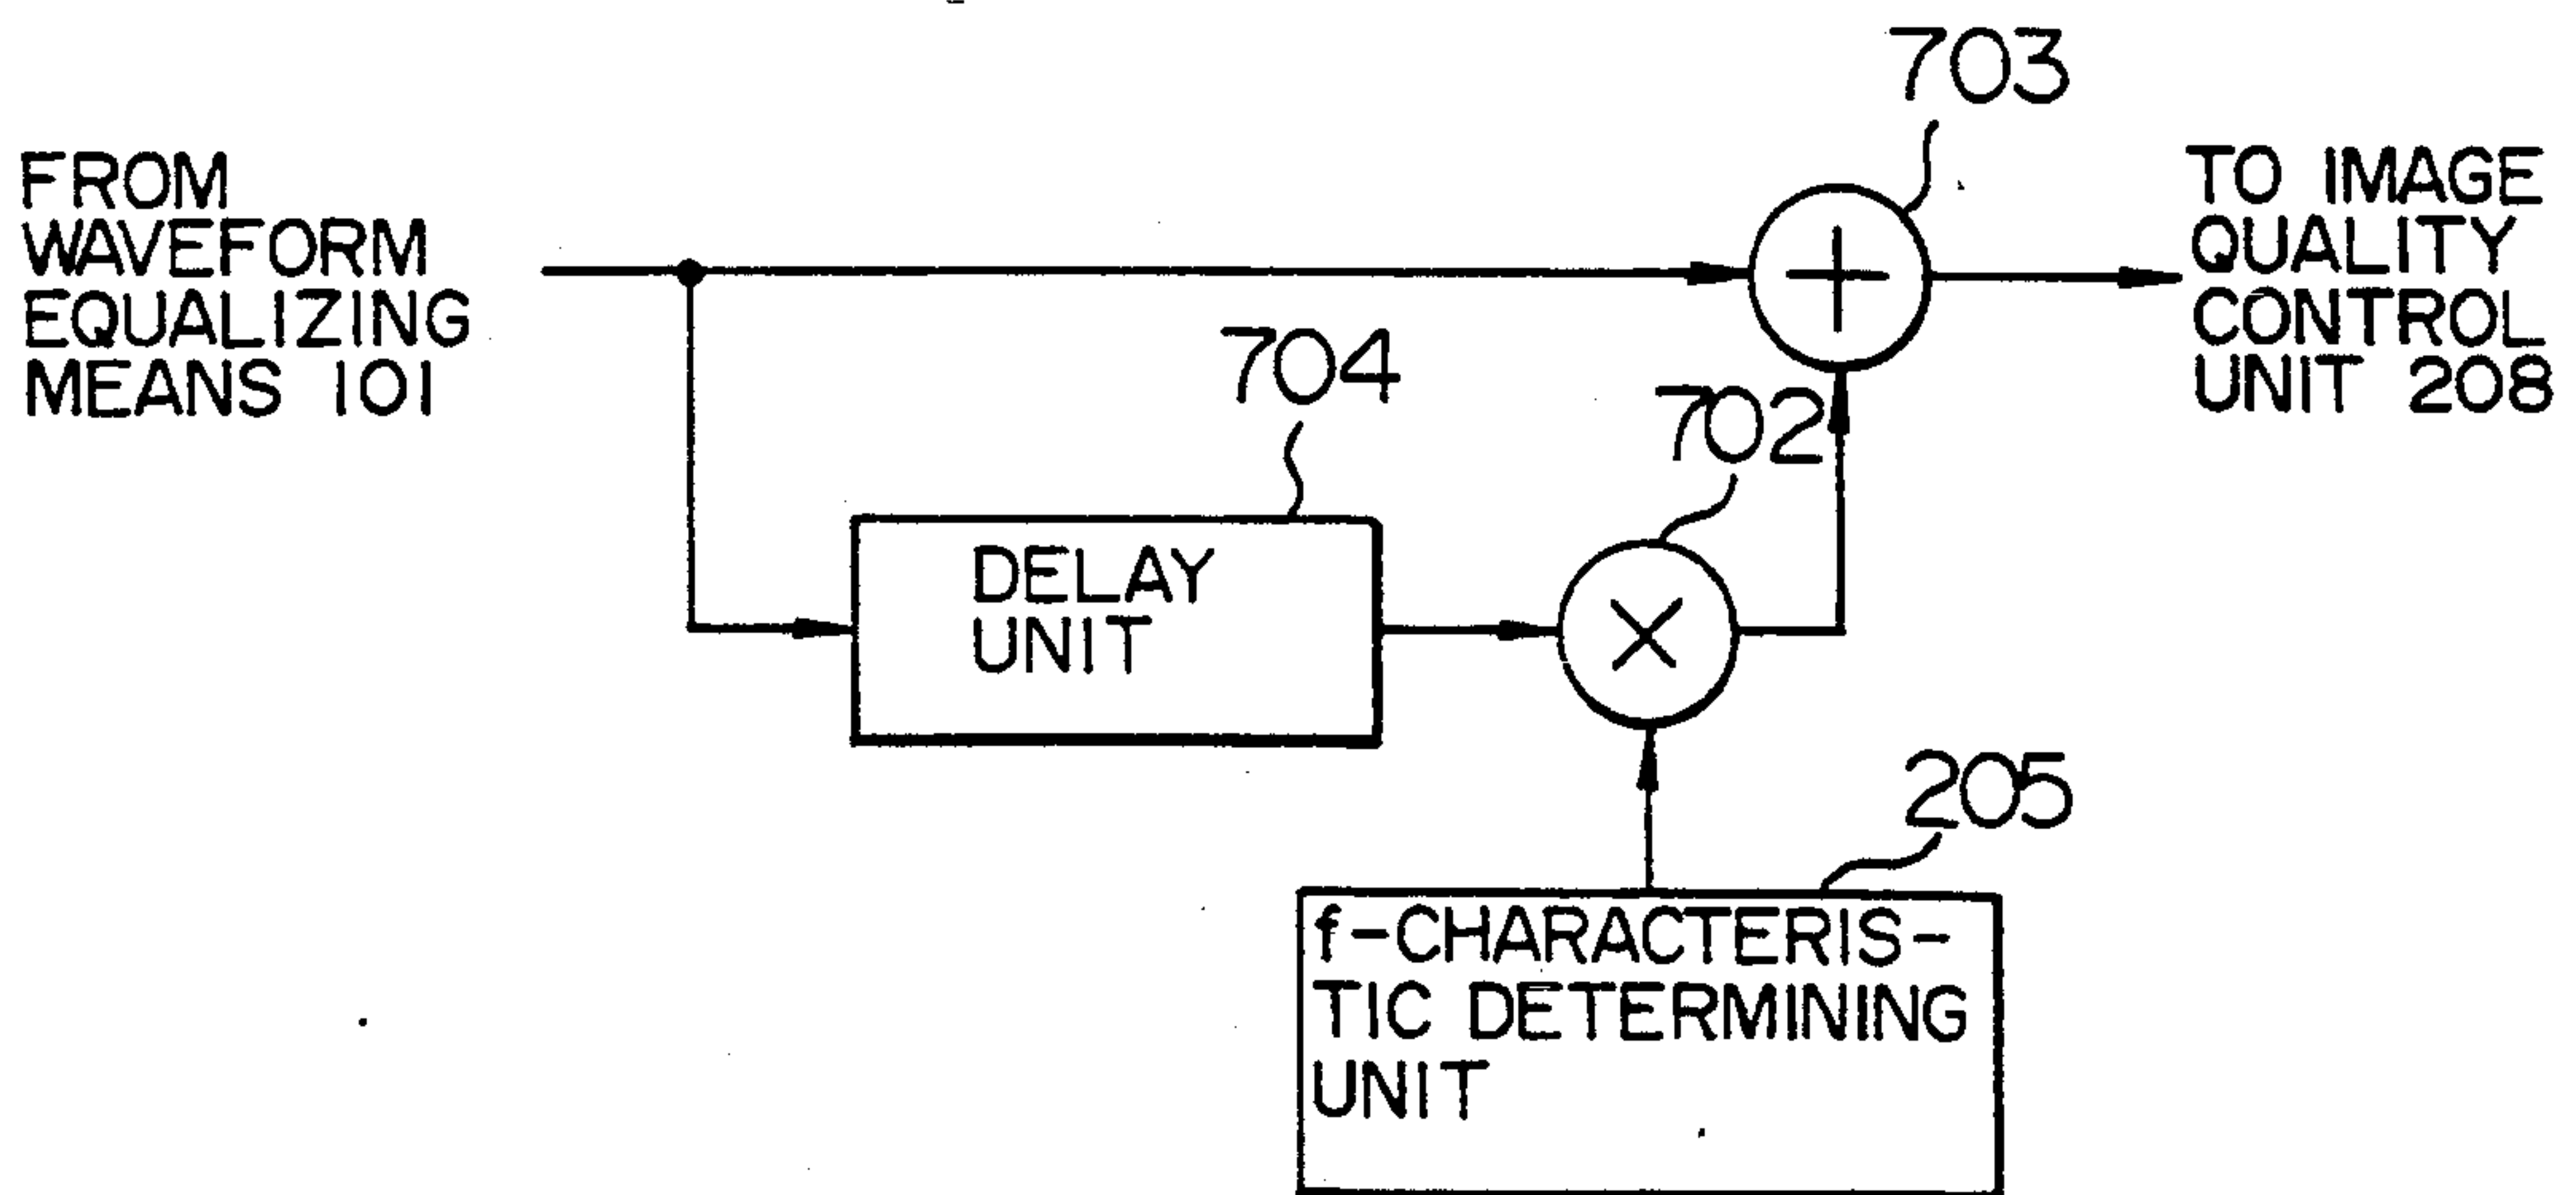 703
FROM
WAVEFORM
EQUALIZING
MEANS 101
TO IMAGE
QUALITY
CONTROL
UNIT 208
704
702
DELAY
UNIT
205
f-CHARACTERIS-
TIC DETERMINING
UNIT